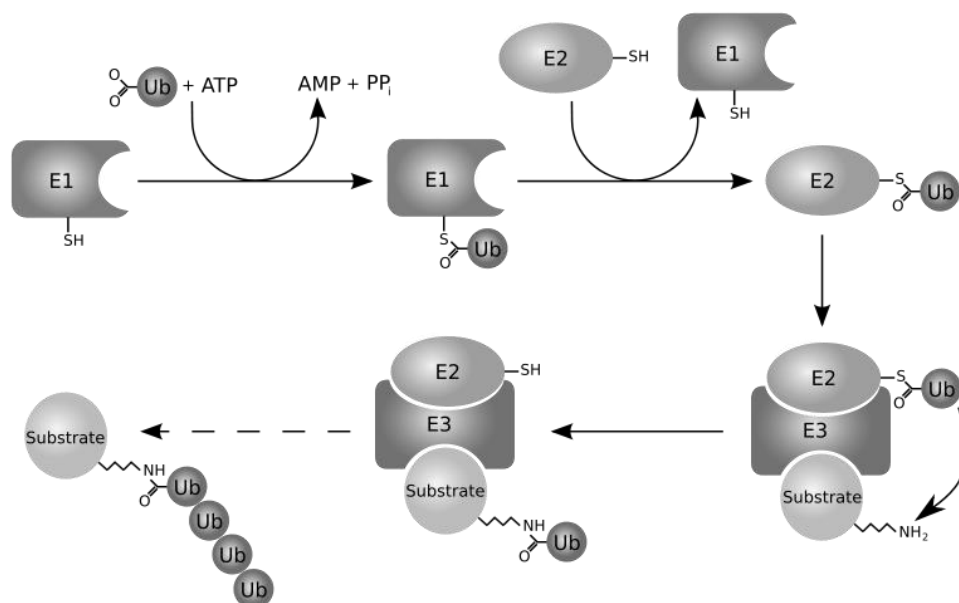 O
O
Ub + ATP
AMP + PPi
E2
SH
E1
SH
E1
SH
E1
S
O
Ub
E2
S
O
Ub
E2
S
O
Ub
E3
Substrate
NH2
E2
SH
E3
Substrate
NH
O
Ub
Substrate
NH
O
Ub
Ub
Ub
Ub